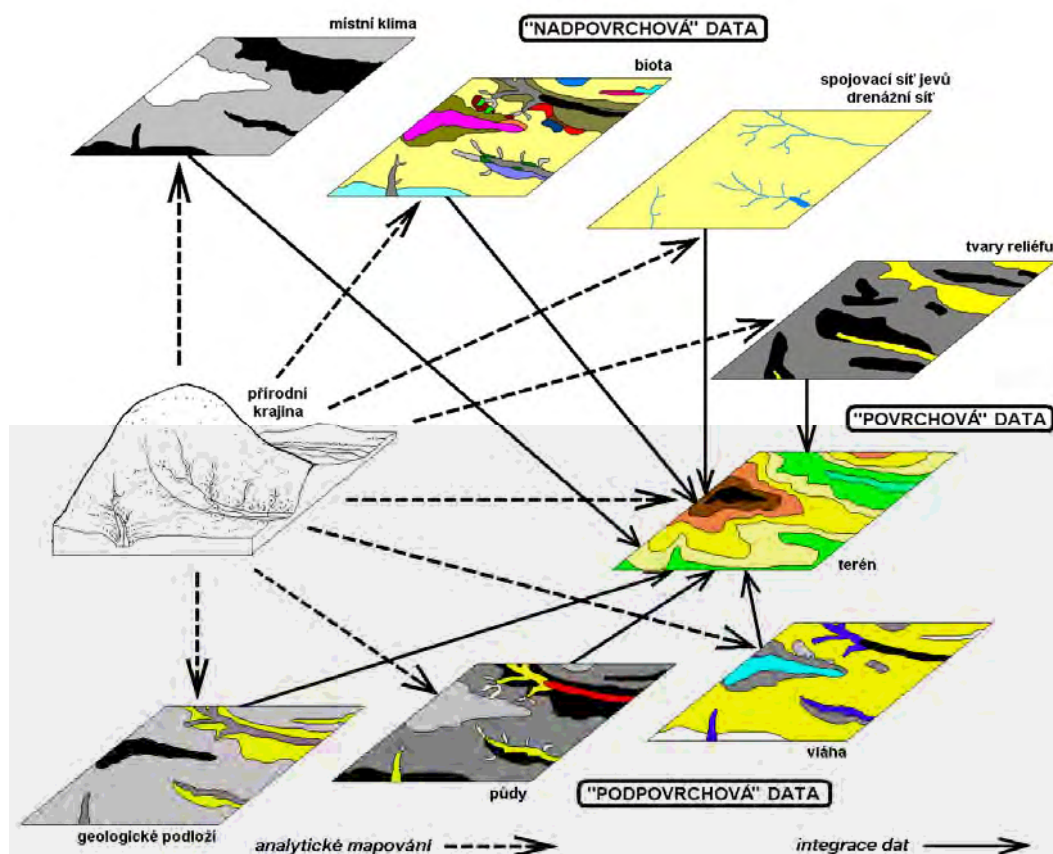 místní klima
"NADPOVRCHOVÁ" DATA
biota
spojovací síť jevů
drenážní síť
tvary reliéfu
přírodní
krajina
"POVRCHOVÁ" DATA
terén
vláha
půdy
"PODPOVRCHOVÁ" DATA
geologické podloží
analytické mapování
integrace dat